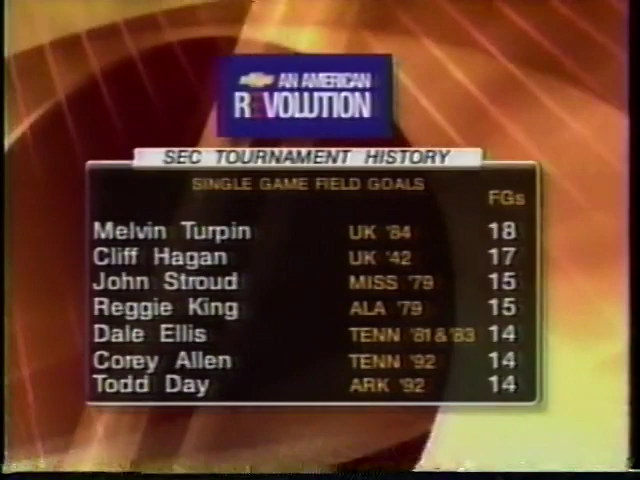 AN AMERICAN
REVOLUTION
SEC TOURNAMENT HISTORY
SINGLE GAME FIELD GOALS
FGs
Melvin Turpin UK '84 18
Cliff Hagan UK '42 17
John Stroud MISS '79 15
Reggie King ALA '79 15
Dale Ellis TENN '81 & '83 14
Corey Allen TENN '92 14
Todd Day ARK '92 14